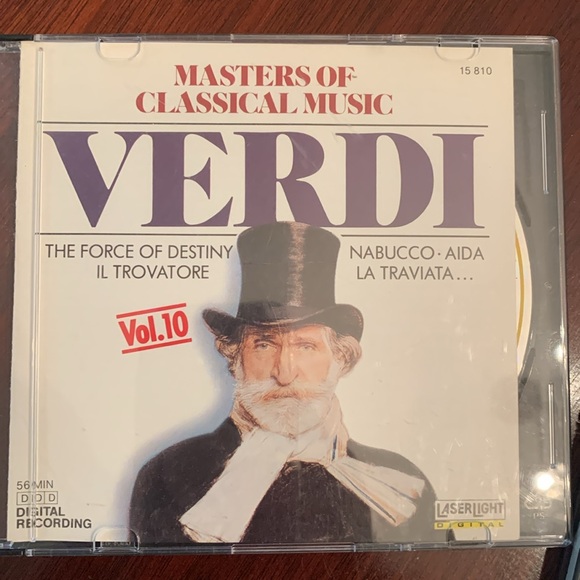 MASTERS OF
CLASSICAL MUSIC
15 810
VERDI
THE FORCE OF DESTINY
IL TROVATORE
NABUCCO · AIDA
LA TRAVIATA...
Vol.10
56 MIN
DDD
DIGITAL
RECORDING
LASERLIGHT
DIGITAL